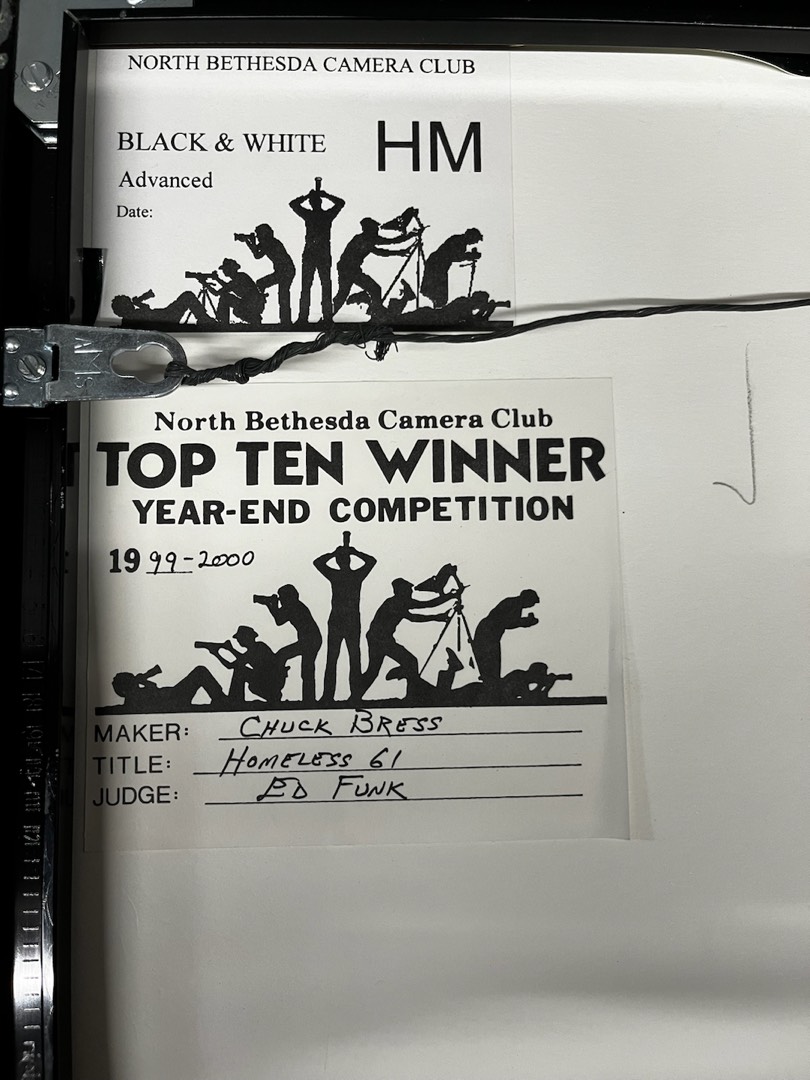 NORTH BETHESDA CAMERA CLUB
BLACK & WHITE HM
Advanced
Date:
AMS
North Bethesda Camera Club
TOP TEN WINNER
YEAR-END COMPETITION
1999-2000
MAKER: CHUCK BRESS
TITLE: HOMELESS 61
JUDGE: ED FUNK